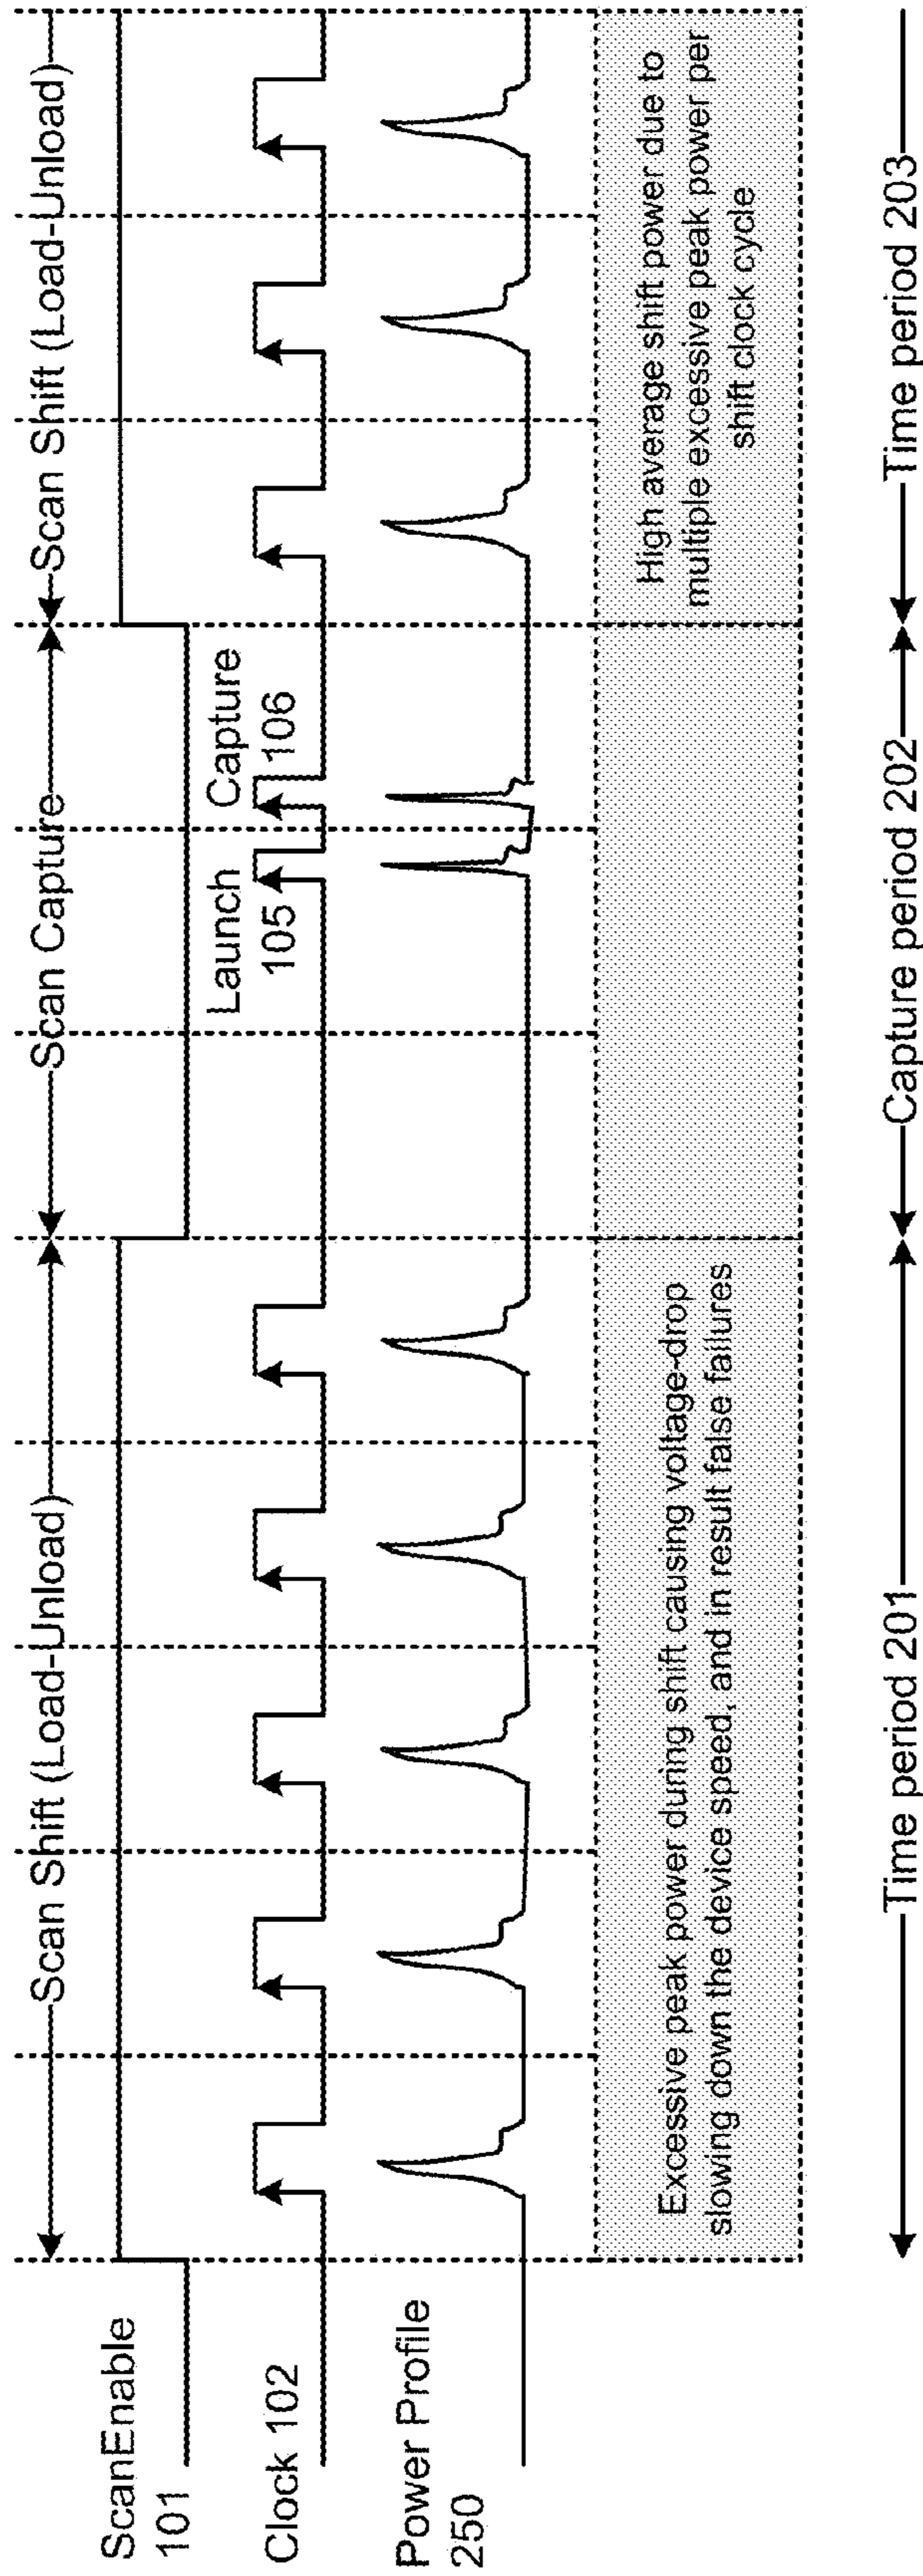 Scan Shift (Load-Unload)
Scan Capture
Scan Shift (Load-Unload)
ScanEnable
101
Launch
105
Capture
106
Clock 102
Power Profile
250
Excessive peak power during shift causing voltage-drop
slowing down the device speed, and in result false failures
High average shift power due to
multiple excessive peak power per
shift clock cycle
Time period 201
Capture period 202
Time period 203